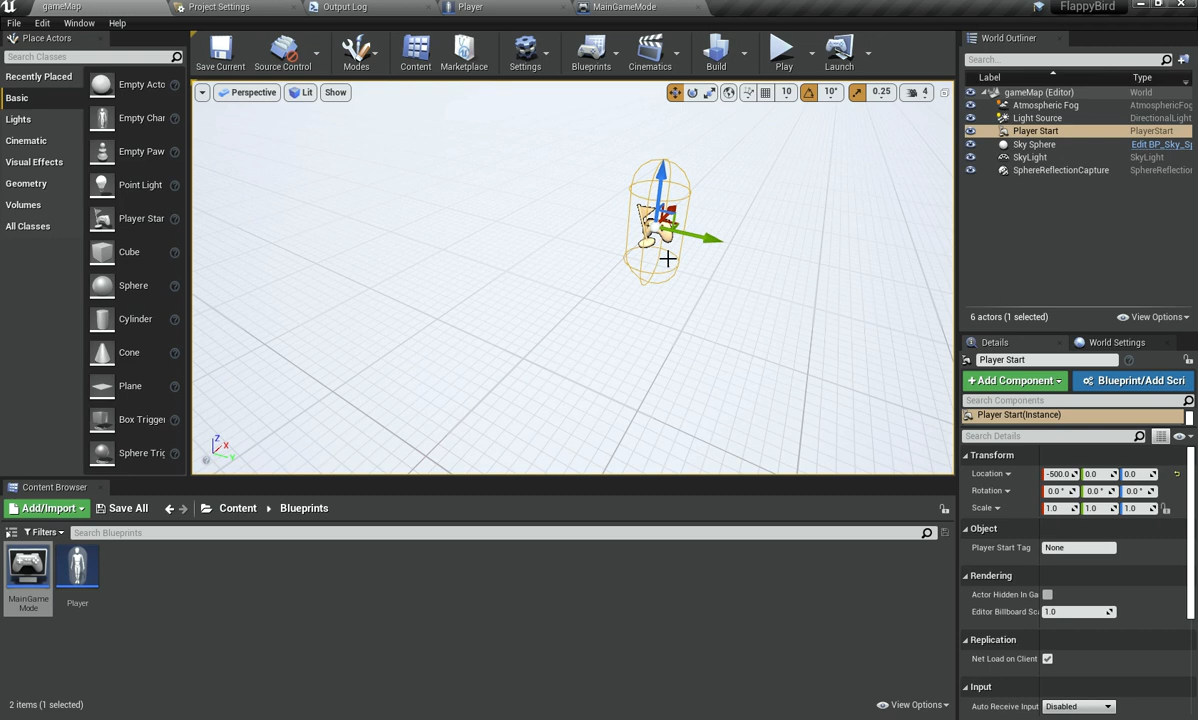 gameMap
Project Settings
Output Log
Player
MainGameMode
FlappyBird
File Edit Window Help
Place Actors
Search Classes
Recently Placed
Basic
Lights
Cinematic
Visual Effects
Geometry
Volumes
All Classes
Empty Acto
Empty Char
Empty Paw
Point Light
Player Star
Cube
Sphere
Cylinder
Cone
Plane
Box Trigger
Sphere Trig
Save Current
Source Control
Modes
Content
Marketplace
Settings
Blueprints
Cinematics
Build
Play
Launch
Perspective
Lit
Show
10
10°
0.25
4
Z
X
Y
World Outliner
Search...
Label
Type
gameMap (Editor) World
Atmospheric Fog AtmosphericFog
Light Source DirectionalLight
Player Start PlayerStart
Sky Sphere Edit BP_Sky_Sp
SkyLight SkyLight
SphereReflectionCapture SphereReflection
6 actors (1 selected)
View Options
Details
World Settings
Player Start
+ Add Component
Blueprint/Add Scri
Search Components
Player Start(Instance)
Search Details
Transform
Location -500.0 0.0 0.0
Rotation 0.0 ° 0.0 ° 0.0 °
Scale 1.0 1.0 1.0
Object
Player Start Tag None
Rendering
Actor Hidden In Ga
Editor Billboard Sca 1.0
Replication
Net Load on Client
Input
Auto Receive Input Disabled
Content Browser
Add/Import
Save All
Content
Blueprints
Filters
Search Blueprints
MainGame
Mode
Player
2 items (1 selected)
View Options